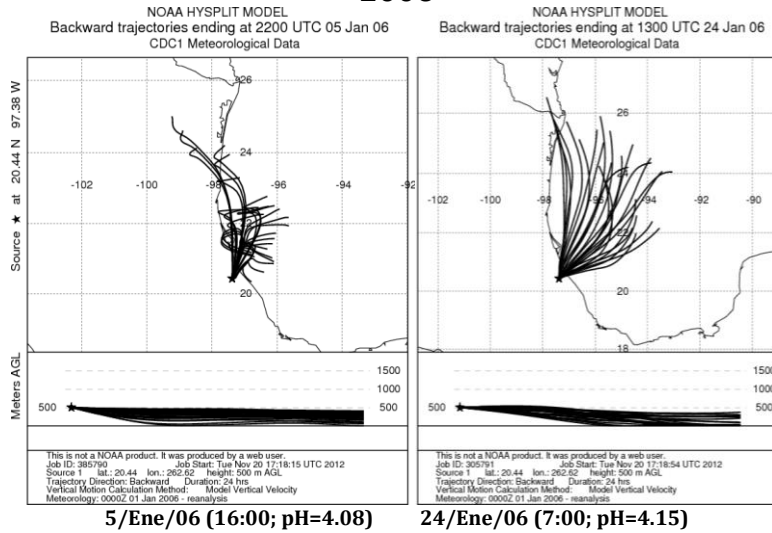 NOAA HYSPLIT MODEL
Backward trajectories ending at 2200 UTC 05 Jan 06
CDC1 Meteorological Data
Source ★ at 20.44 N 97.38 W
26
24
-102
-100
-98
-96
-94
-92
22
20
Meters AGL
500
1500
1000
500
This is not a NOAA product. It was produced by a web user.
Job ID: 385790 Job Start: Tue Nov 20 17:18:15 UTC 2012
Source 1 lat.: 20.44 lon.: 262.62 height: 500 m AGL
Trajectory Direction: Backward Duration: 24 hrs
Vertical Motion Calculation Method: Model Vertical Velocity
Meteorology: 0000Z 01 Jan 2006 - reanalysis
5/Ene/06 (16:00; pH=4.08)
NOAA HYSPLIT MODEL
Backward trajectories ending at 1300 UTC 24 Jan 06
CDC1 Meteorological Data
26
24
-102
-100
-98
-96
-94
-92
-90
22
20
18
500
1500
1000
500
This is not a NOAA product. It was produced by a web user.
Job ID: 305791 Job Start: Tue Nov 20 17:18:54 UTC 2012
Source 1 lat.: 20.44 lon.: 262.62 height: 500 m AGL
Trajectory Direction: Backward Duration: 24 hrs
Vertical Motion Calculation Method: Model Vertical Velocity
Meteorology: 0000Z 01 Jan 2006 - reanalysis
24/Ene/06 (7:00; pH=4.15)